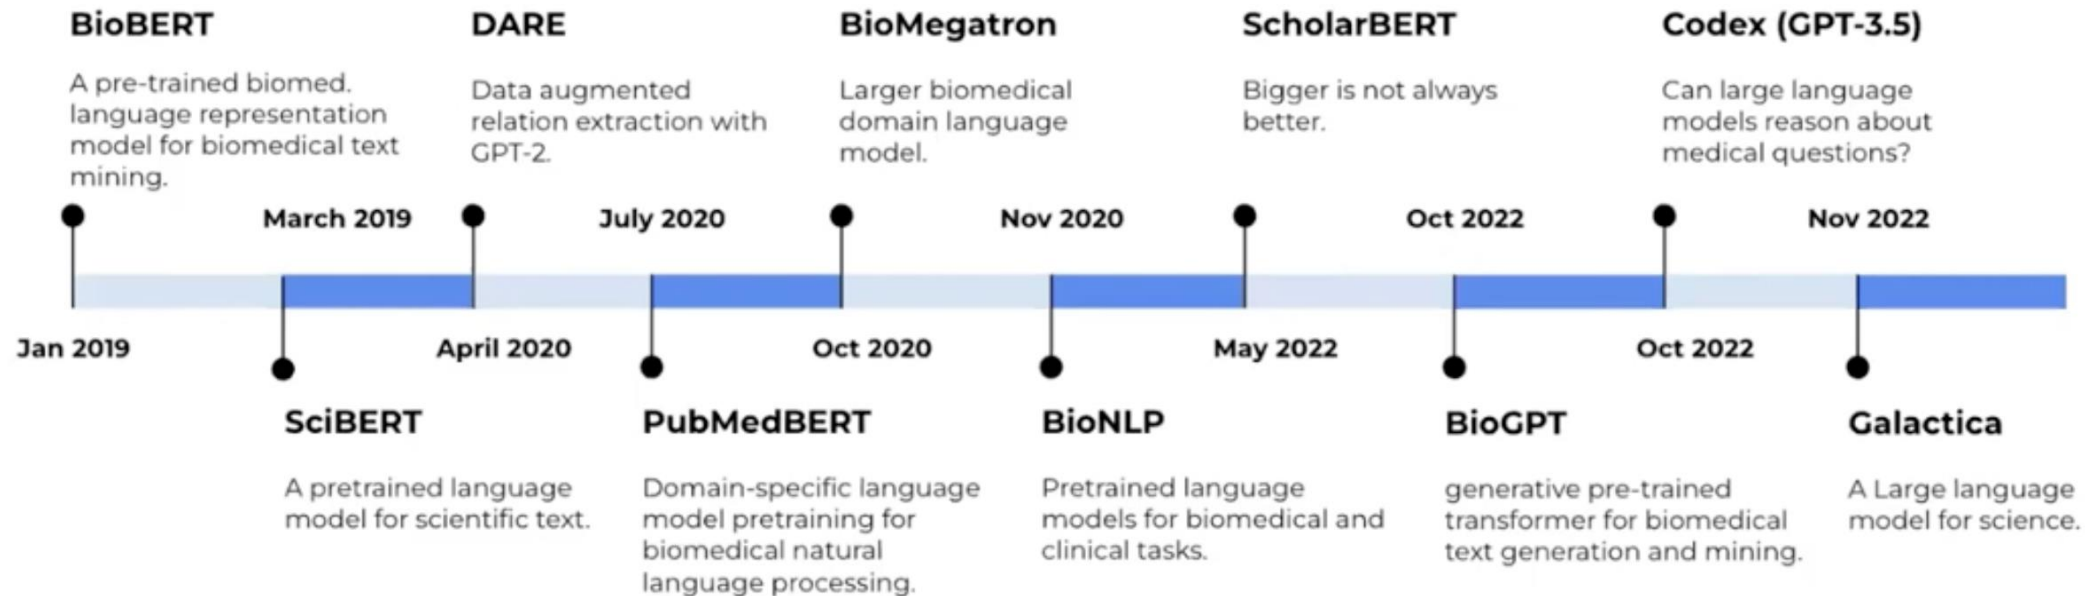 BioBERT
A pre-trained biomed.
language representation
model for biomedical text
mining.
DARE
Data augmented
relation extraction with
GPT-2.
BioMegatron
Larger biomedical
domain language
model.
ScholarBERT
Bigger is not always
better.
Codex (GPT-3.5)
Can large language
models reason about
medical questions?
March 2019
July 2020
Nov 2020
Oct 2022
Nov 2022
Jan 2019
April 2020
Oct 2020
May 2022
Oct 2022
SciBERT
A pretrained language
model for scientific text.
PubMedBERT
Domain-specific language
model pretraining for
biomedical natural
language processing.
BioNLP
Pretrained language
models for biomedical and
clinical tasks.
BioGPT
generative pre-trained
transformer for biomedical
text generation and mining.
Galactica
A Large language
model for science.